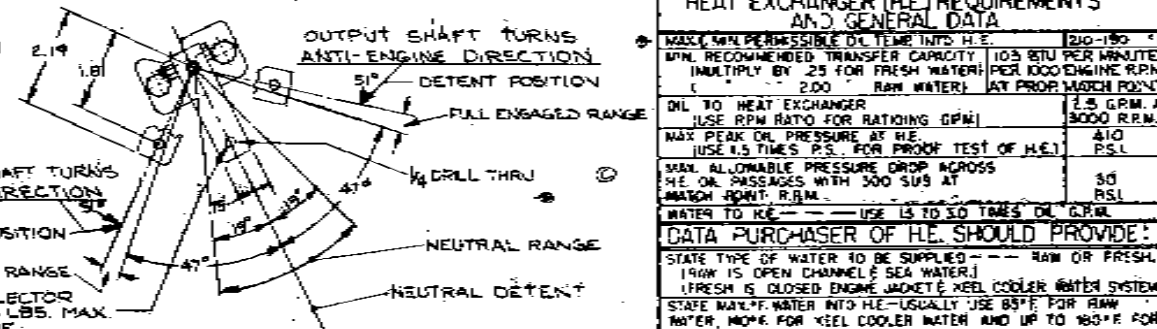 OUTPUT SHAFT TURNS
ANTI-ENGINE DIRECTION
2.19
1.81
51°
DETENT POSITION
FULL ENGAGED RANGE
AFT TURNS
RECTION
51°
1/4 DRILL THRU
47°
19°
19°
OSITION
47°
NEUTRAL RANGE
RANGE
NEUTRAL DETENT
LECTOR
LBS. MAX.
HEAT EXCHANGER (H.E.) REQUIREMENTS
AND GENERAL DATA
MAX & MIN. PERMISSIBLE OIL TEMP. INTO H.E. 210-190
MIN. RECOMMENDED TRANSFER CAPACITY 103 BTU PER MINUTE
(MULTIPLY BY .25 FOR FRESH WATER) PER 1000 ENGINE R.P.M.
( " " 2.00 " RAW WATER) AT PROP. MATCH POINT
OIL TO HEAT EXCHANGER 2.5 G.P.M.
(USE RPM RATIO FOR RATIOING GPM) 3000 R.P.M.
MAX PEAK OIL PRESSURE AT H.E. 410
(USE 1.5 TIMES P.S.I. FOR PROOF TEST OF H.E.) P.S.I.
MAX. ALLOWABLE PRESSURE DROP ACROSS 30
H.E. OIL PASSAGES WITH 300 SUS AT P.S.I.
MATCH POINT R.P.M.
WATER TO H.E. — — — — USE 1.5 TO 3.0 TIMES OIL G.P.M.
DATA PURCHASER OF H.E. SHOULD PROVIDE:
STATE TYPE OF WATER TO BE SUPPLIED — — — RAW OR FRESH.
(RAW IS OPEN CHANNEL & SEA WATER.)
(FRESH IS CLOSED ENGINE JACKET & KEEL COOLER WATER SYSTEM
STATE MAX °F. WATER INTO H.E.—USUALLY USE 85°F. FOR RAW
WATER, 110°F. FOR KEEL COOLER WATER AND UP TO 180°F. FOR